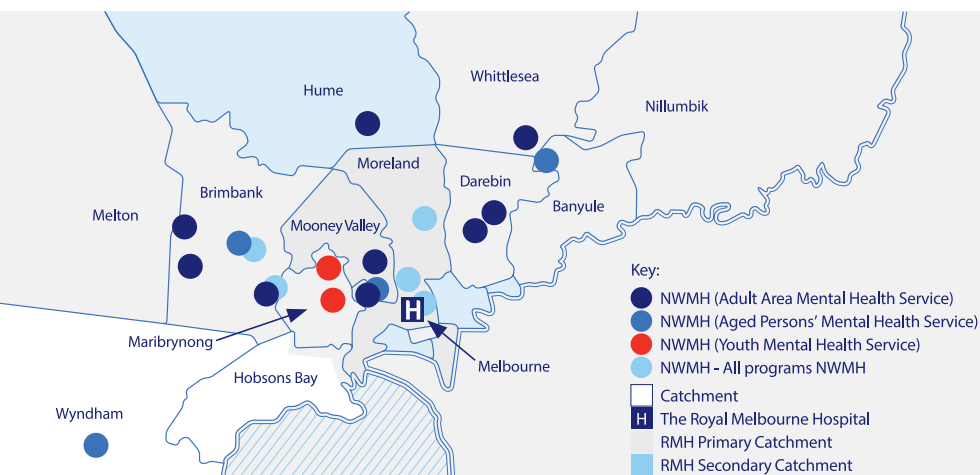 Whittlesea
Hume
Nillumbik
Moreland
Darebin
Brimbank
Banyule
Melton
Mooney Valley
Key:
NWMH (Adult Area Mental Health Service)
H
NWMH (Aged Persons' Mental Health Service)
Maribrynong
NWMH (Youth Mental Health Service)
Melbourne
NWMH - All programs NWMH
Hobsons Bay
Catchment
Wyndham
H The Royal Melbourne Hospital
RMH Primary Catchment
RMH Secondary Catchment